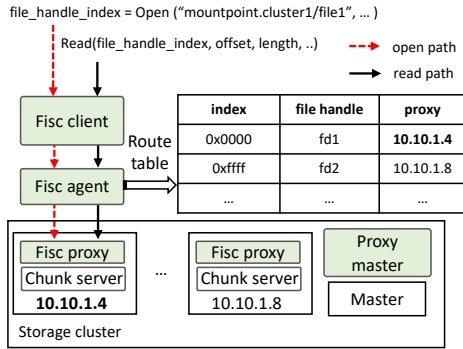 file_handle_index = Open (“mountpoint.cluster1/file1”, … )
Read(file_handle_index, offset, length, ..)
open path
read path
Fisc client
Route
table
Fisc agent
index file handle proxy
0x0000 fd1 10.10.1.4
0xffff fd2 10.10.1.8
… … …
Fisc proxy
Chunk server
10.10.1.4
...
Fisc proxy
Chunk server
10.10.1.8
Proxy
master
Master
Storage cluster